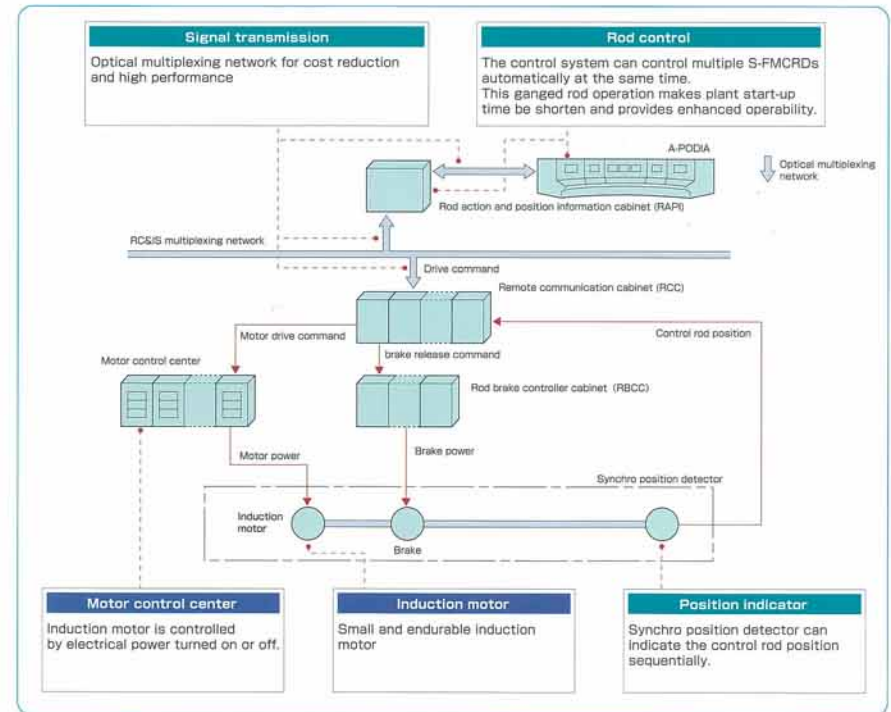 Signal transmission
Optical multiplexing network for cost reduction
and high performance
Rod control
The control system can control multiple S-FMCRDs
automatically at the same time.
This ganged rod operation makes plant start-up
time be shorten and provides enhanced operability.
A-PODIA
Optical multiplexing
network
Rod action and position information cabinet (RAPI)
RC&IS multiplexing network
Drive command
Remote communication cabinet (RCC)
Motor drive command
Control rod position
brake release command
Motor control center
Rod brake controller cabinet (RBCC)
Motor power
Brake power
Synchro position detector
Induction
motor
Brake
Motor control center
Induction motor is controlled
by electrical power turned on or off.
Induction motor
Small and endurable induction
motor
Position indicator
Synchro position detector can
indicate the control rod position
sequentially.